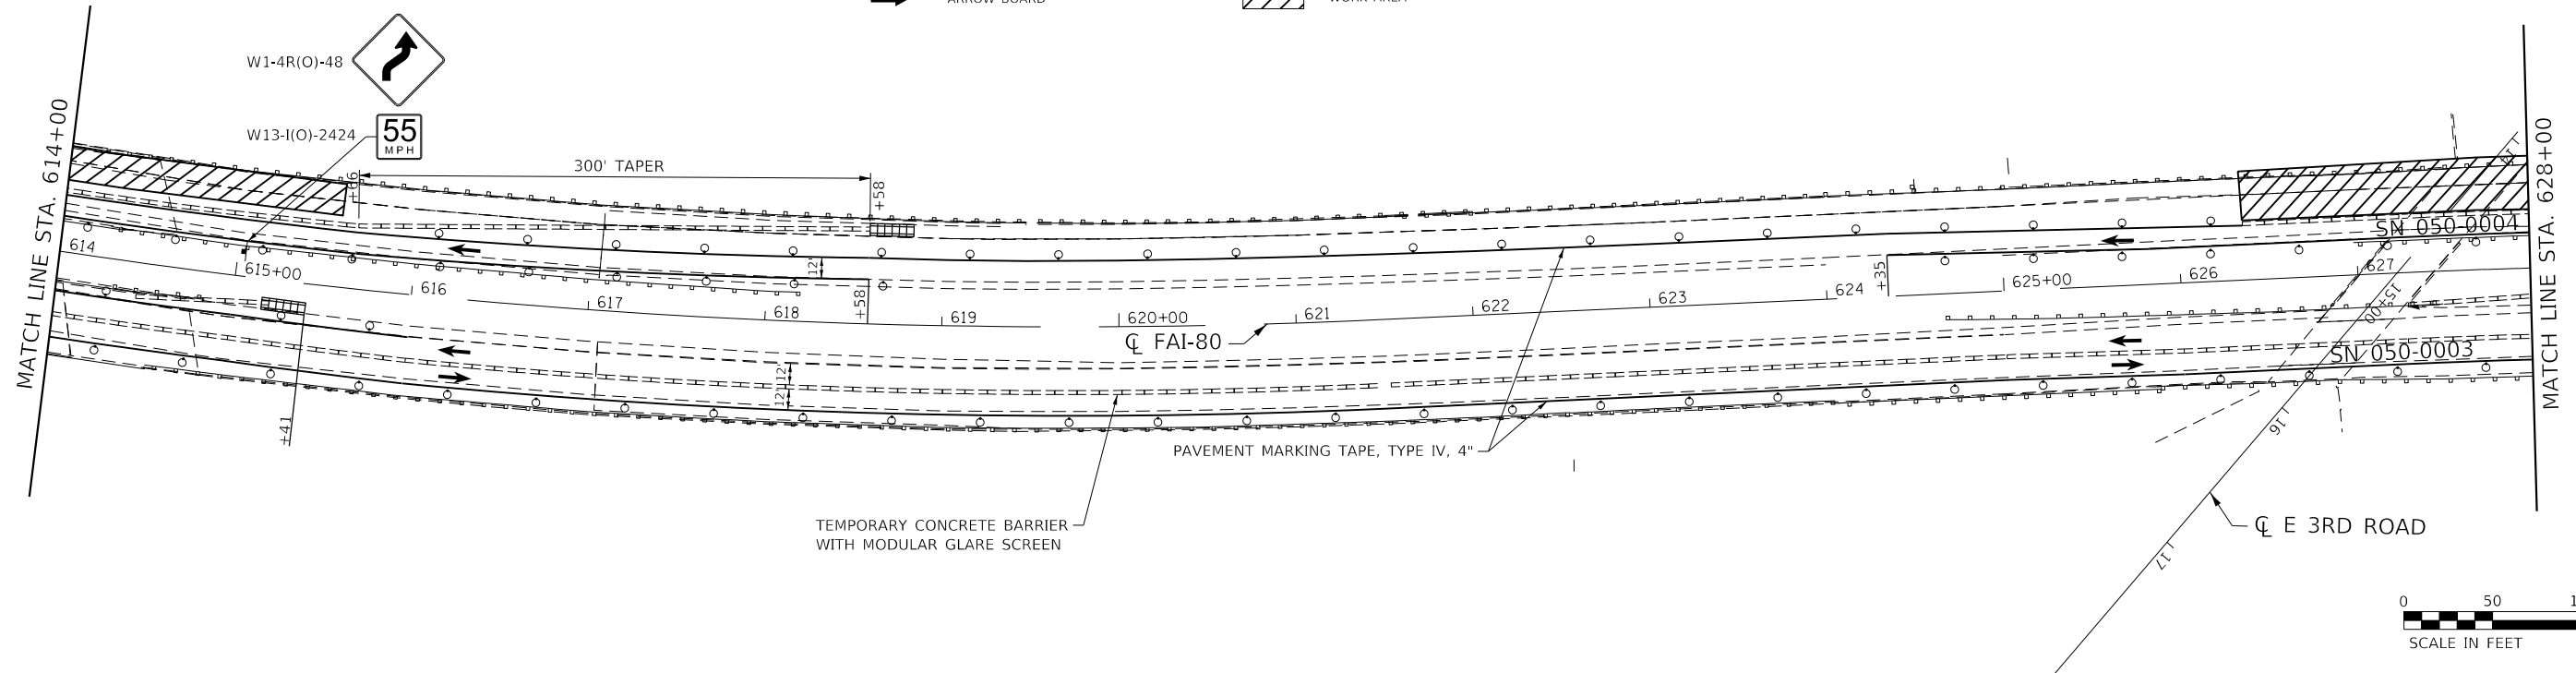 ARROW BOARD
WORK AREA
W1-4R(O)-48
W13-I(O)-2424
55
MPH
MATCH LINE STA. 614+00
300' TAPER
+66
+58
MATCH LINE STA. 628+00
14
SN 050-0004
614
615+00
616
617
618
619
620+00
621
622
623
624
625+00
626
627
12'
+58
+35
15+00
℄ FAI-80
SN 050-0003
12'
12'
+41
16
PAVEMENT MARKING TAPE, TYPE IV, 4"
TEMPORARY CONCRETE BARRIER
WITH MODULAR GLARE SCREEN
℄ E 3RD ROAD
17
0 50
SCALE IN FEET